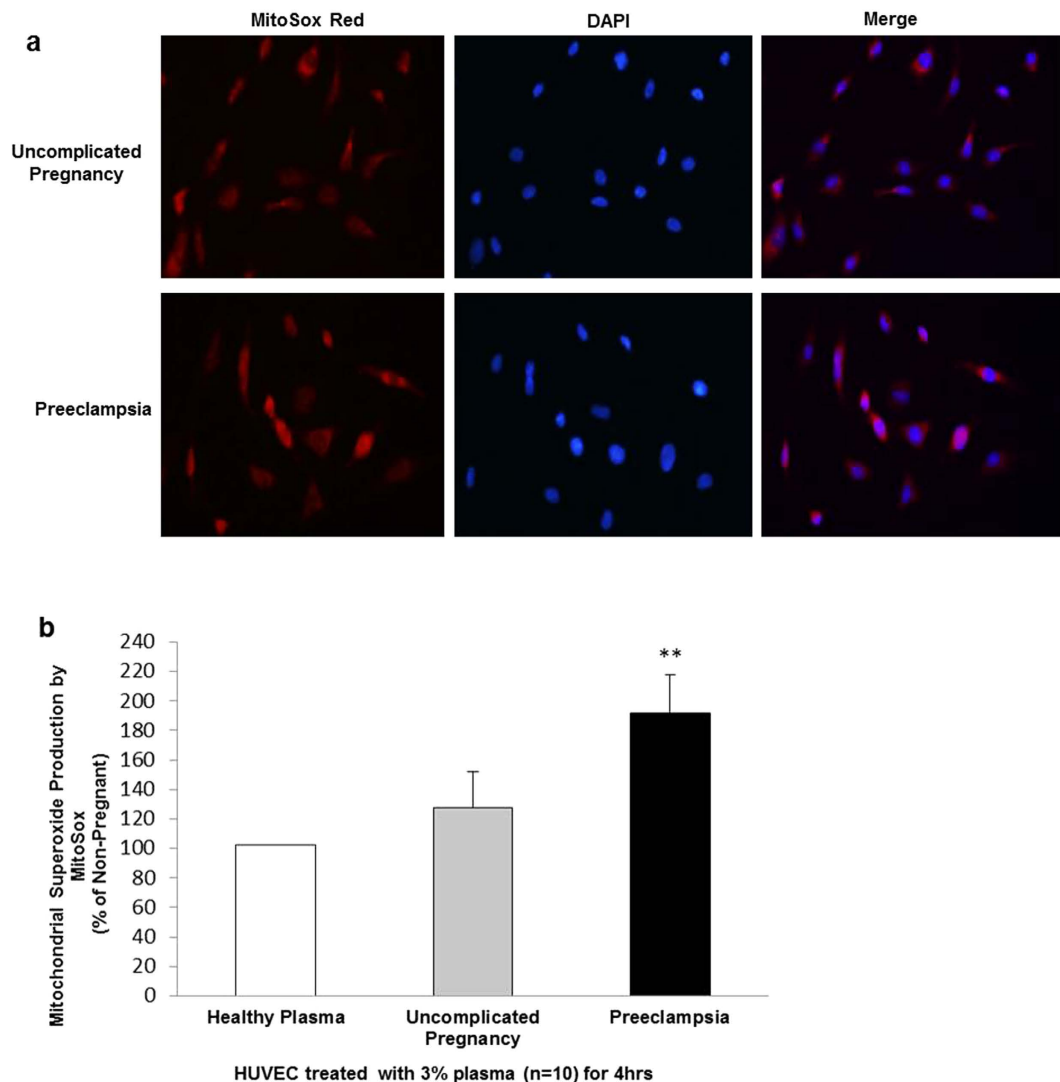 MitoSox Red DAPI Merge
a
Uncomplicated
Pregnancy
Preeclampsia
b
Mitochondrial Superoxide Production by
MitoSox
(% of Non-Pregnant)
240
220
200
180
160
140
120
100
80
60
40
20
0
**
Healthy Plasma Uncomplicated Preeclampsia
Pregnancy
HUVEC treated with 3% plasma (n=10) for 4hrs